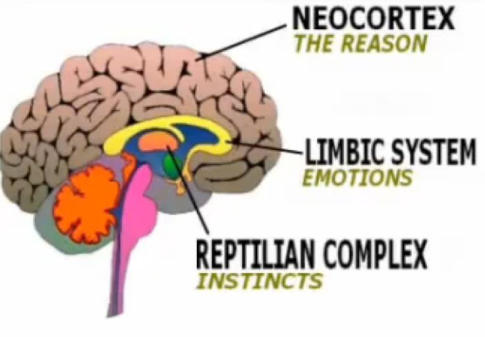 NEOCORTEX
THE REASON
LIMBIC SYSTEM
EMOTIONS
REPTILIAN COMPLEX
INSTINCTS